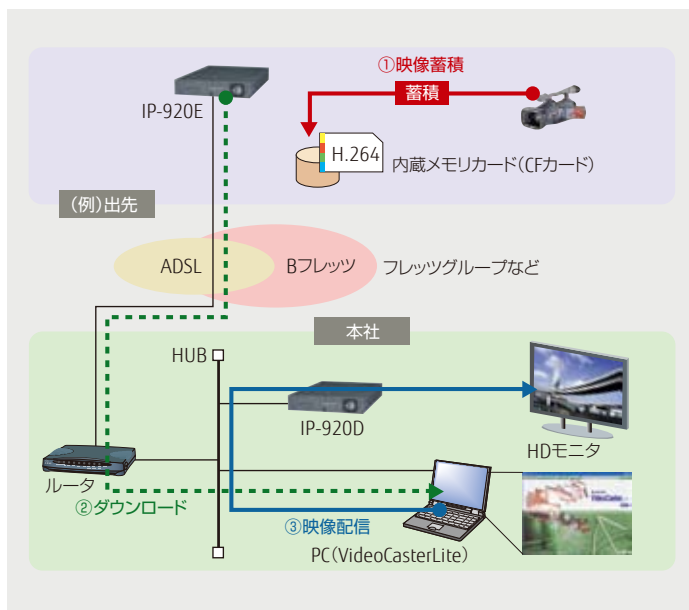 ①映像蓄積
蓄積
IP-920E
H.264
内蔵メモリカード(CFカード)
(例)出先
ADSL
Bフレッツ
フレッツグループなど
本社
HUB
IP-920D
HDモニタ
ルータ
②ダウンロード
③映像配信
PC(VideoCasterLite)